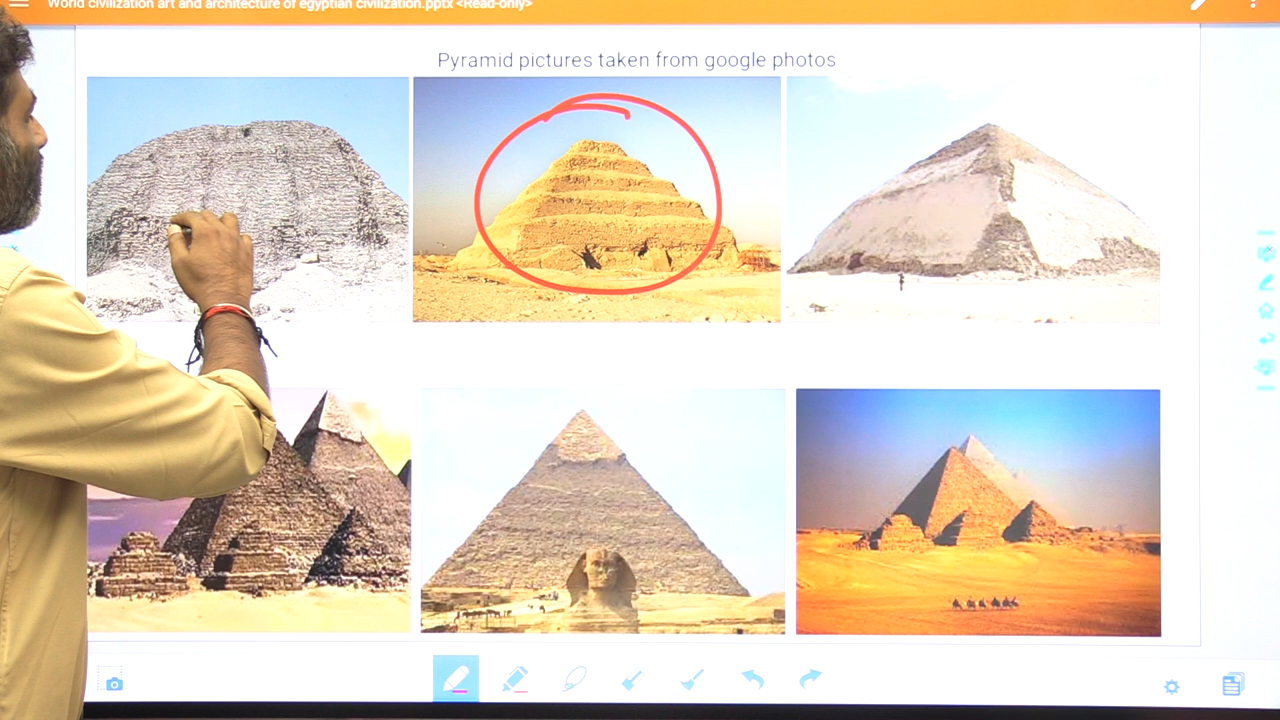 World civilization art and architecture of egyptian civilization.pptx <Read-only>
Pyramid pictures taken from google photos